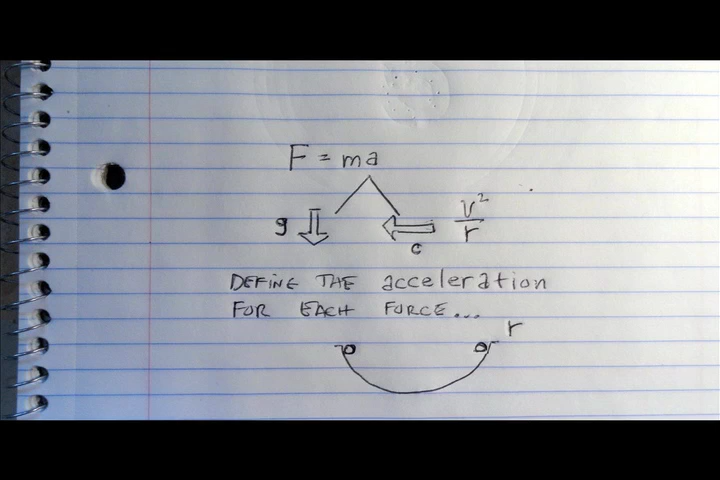 F = ma
g
c
v²/r
DEFINE THE acceleration
FOR EACH FORCE...
r